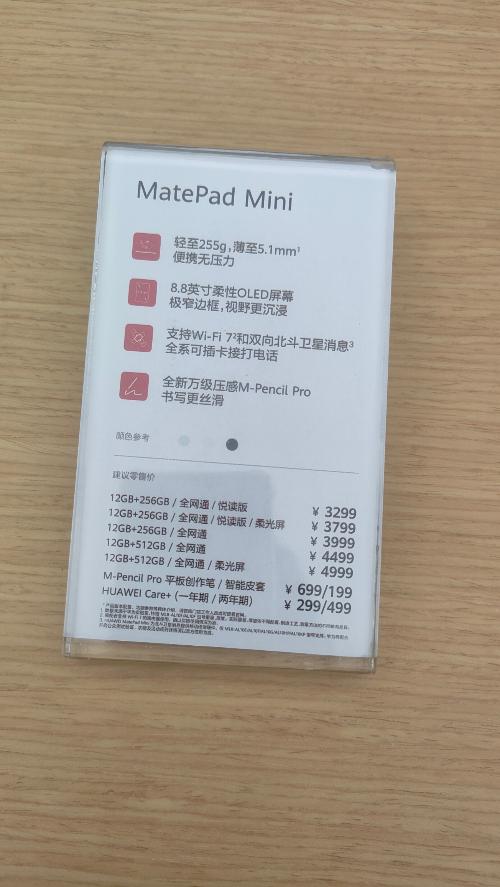 MatePad Mini
轻至255g,薄至5.1mm¹
便携无压力
8.8英寸柔性OLED屏幕
极窄边框,视野更沉浸
支持Wi-Fi 7²和双向北斗卫星消息³
全系可插卡接打电话
全新万级压感M-Pencil Pro
书写更丝滑
颜色参考
建议零售价
12GB+256GB / 全网通 / 悦读版 ¥ 3299
12GB+256GB / 全网通 / 悦读版 / 柔光屏 ¥ 3799
12GB+256GB / 全网通 ¥ 3999
12GB+512GB / 全网通 ¥ 4499
12GB+512GB / 全网通 / 柔光屏 ¥ 4999
M-Pencil Pro 平板创作笔 / 智能皮套 ¥ 699/199
HUAWEI Care+ (一年期 / 两年期) ¥ 299/499